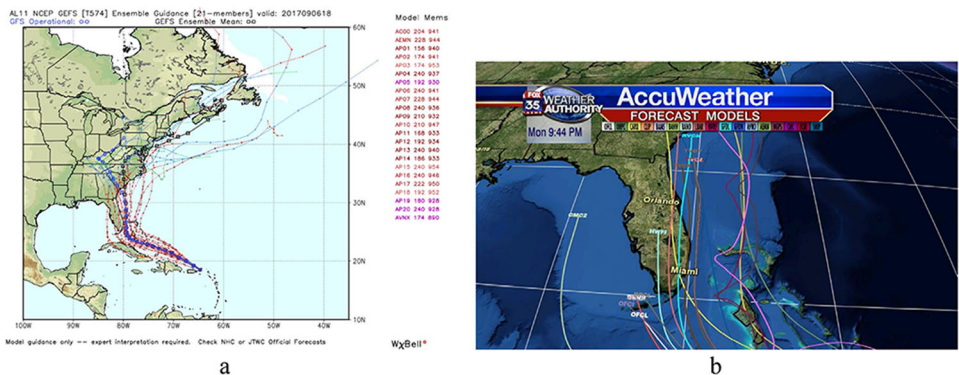 AL11 NCEP GEFS [T574] Ensemble Guidance [21-members] valid: 2017090618
GFS Operational:
GEFS Ensemble Mean:
Model Mems
AC00 204 941
AEMN 228 944
AP01 156 940
AP02 174 941
AP03 174 953
AP04 240 937
AP05 192 930
AP06 240 941
AP07 228 944
AP08 240 936
AP09 210 932
AP10 210 947
AP11 168 933
AP12 192 934
AP13 240 940
AP14 186 933
AP15 240 954
AP16 240 946
AP17 222 950
AP18 192 952
AP19 180 928
AP20 240 928
AVNX 174 890
60N
50N
40N
30N
20N
10N
100W
90W
80W
70W
60W
50W
40W
Model guidance only -- expert interpretation required. Check NHC or JTWC Official Forecasts
WxBell
a
FOX
35
WEATHER
AUTHORITY
Mon 9:44 PM
AccuWeather
FORECAST MODELS
Orlando
Miami
OFCL
b